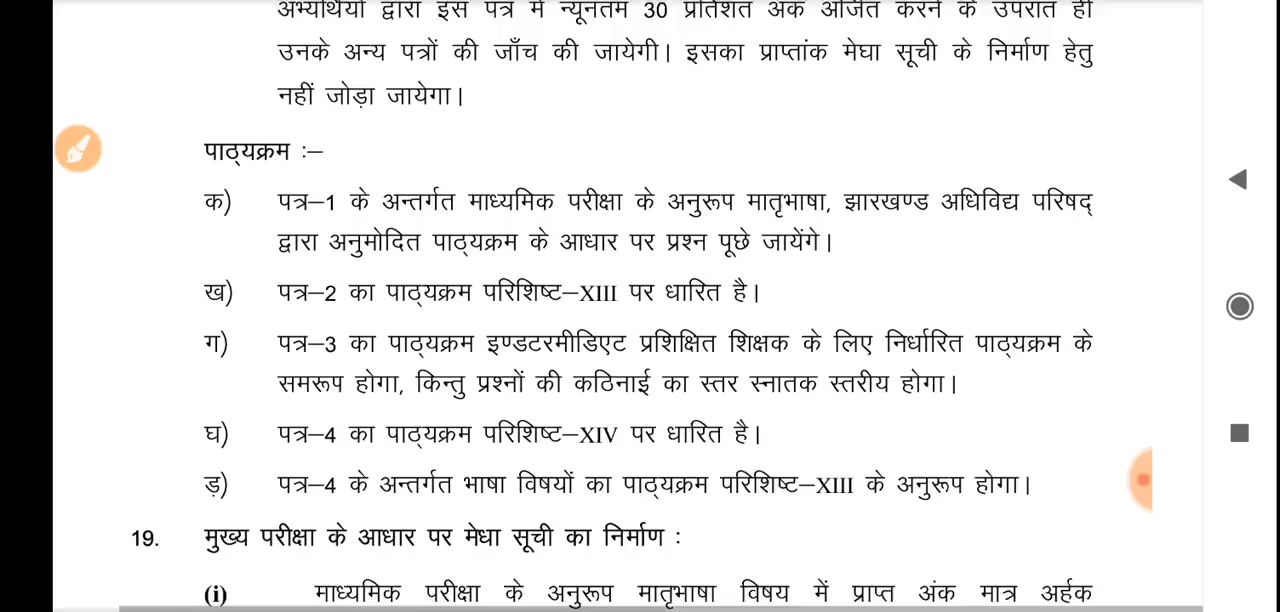 अभ्यर्थियों द्वारा इस पत्र में न्यूनतम 30 प्रतिशत अंक अर्जित करने के उपरांत ही
उनके अन्य पत्रों की जाँच की जायेगी। इसका प्राप्तांक मेघा सूची के निर्माण हेतु
नहीं जोड़ा जायेगा।
पाठ्यक्रम :–
क) पत्र–1 के अन्तर्गत माध्यमिक परीक्षा के अनुरूप मातृभाषा, झारखण्ड अधिविद्य परिषद्
द्वारा अनुमोदित पाठ्यक्रम के आधार पर प्रश्न पूछे जायेंगे।
ख) पत्र–2 का पाठ्यक्रम परिशिष्ट–XIII पर धारित है।
ग) पत्र–3 का पाठ्यक्रम इण्डटरमीडिएट प्रशिक्षित शिक्षक के लिए निर्धारित पाठ्यक्रम के
समरूप होगा, किन्तु प्रश्नों की कठिनाई का स्तर स्नातक स्तरीय होगा।
घ) पत्र–4 का पाठ्यक्रम परिशिष्ट–XIV पर धारित है।
ड़) पत्र–4 के अन्तर्गत भाषा विषयों का पाठ्यक्रम परिशिष्ट–XIII के अनुरूप होगा।
19. मुख्य परीक्षा के आधार पर मेधा सूची का निर्माण :
(i) माध्यमिक परीक्षा के अनुरूप मातृभाषा विषय में प्राप्त अंक मात्र अर्हक